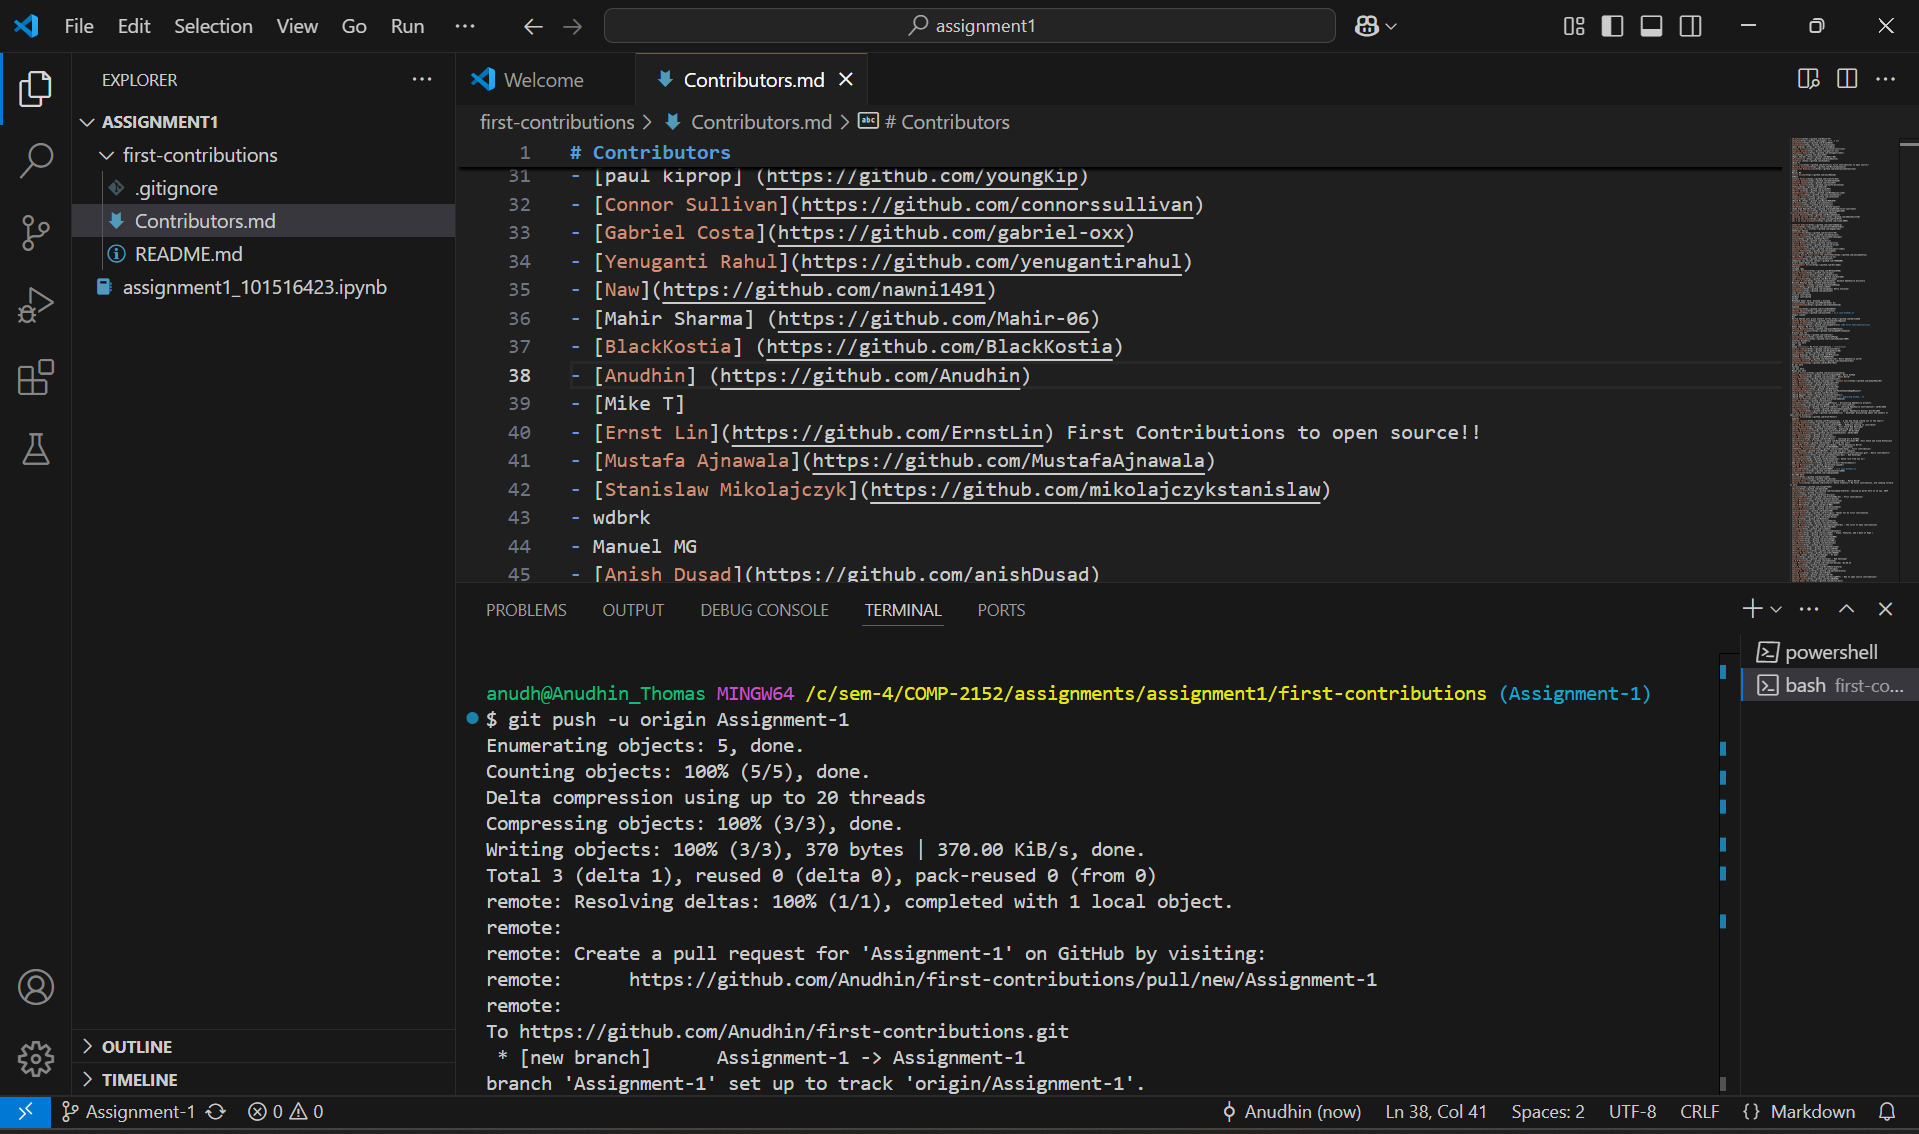 File Edit Selection View Go Run ···
assignment1
EXPLORER
ASSIGNMENT1
first-contributions
.gitignore
Contributors.md
README.md
assignment1_101516423.ipynb
OUTLINE
TIMELINE
Welcome
Contributors.md
first-contributions > Contributors.md > # Contributors
1 # Contributors
31 - [paul kiprop] (https://github.com/youngKip)
32 - [Connor Sullivan](https://github.com/connorssullivan)
33 - [Gabriel Costa](https://github.com/gabriel-oxx)
34 - [Yenuganti Rahul](https://github.com/yenugantirahul)
35 - [Naw](https://github.com/nawni1491)
36 - [Mahir Sharma] (https://github.com/Mahir-06)
37 - [BlackKostia] (https://github.com/BlackKostia)
38 - [Anudhin] (https://github.com/Anudhin)
39 - [Mike T]
40 - [Ernst Lin](https://github.com/ErnstLin) First Contributions to open source!!
41 - [Mustafa Ajnawala](https://github.com/MustafaAjnawala)
42 - [Stanislaw Mikolajczyk](https://github.com/mikolajczykstanislaw)
43 - wdbrk
44 - Manuel MG
45 - [Anish Dusad](https://github.com/anishDusad)
PROBLEMS OUTPUT DEBUG CONSOLE TERMINAL PORTS
powershell
bash first-co...
anudh@Anudhin_Thomas MINGW64 /c/sem-4/COMP-2152/assignments/assignment1/first-contributions (Assignment-1)
$ git push -u origin Assignment-1
Enumerating objects: 5, done.
Counting objects: 100% (5/5), done.
Delta compression using up to 20 threads
Compressing objects: 100% (3/3), done.
Writing objects: 100% (3/3), 370 bytes | 370.00 KiB/s, done.
Total 3 (delta 1), reused 0 (delta 0), pack-reused 0 (from 0)
remote: Resolving deltas: 100% (1/1), completed with 1 local object.
remote:
remote: Create a pull request for 'Assignment-1' on GitHub by visiting:
remote:      https://github.com/Anudhin/first-contributions/pull/new/Assignment-1
remote:
To https://github.com/Anudhin/first-contributions.git
 * [new branch]      Assignment-1 -> Assignment-1
branch 'Assignment-1' set up to track 'origin/Assignment-1'.
Assignment-1 0 0 Anudhin (now) Ln 38, Col 41 Spaces: 2 UTF-8 CRLF {} Markdown